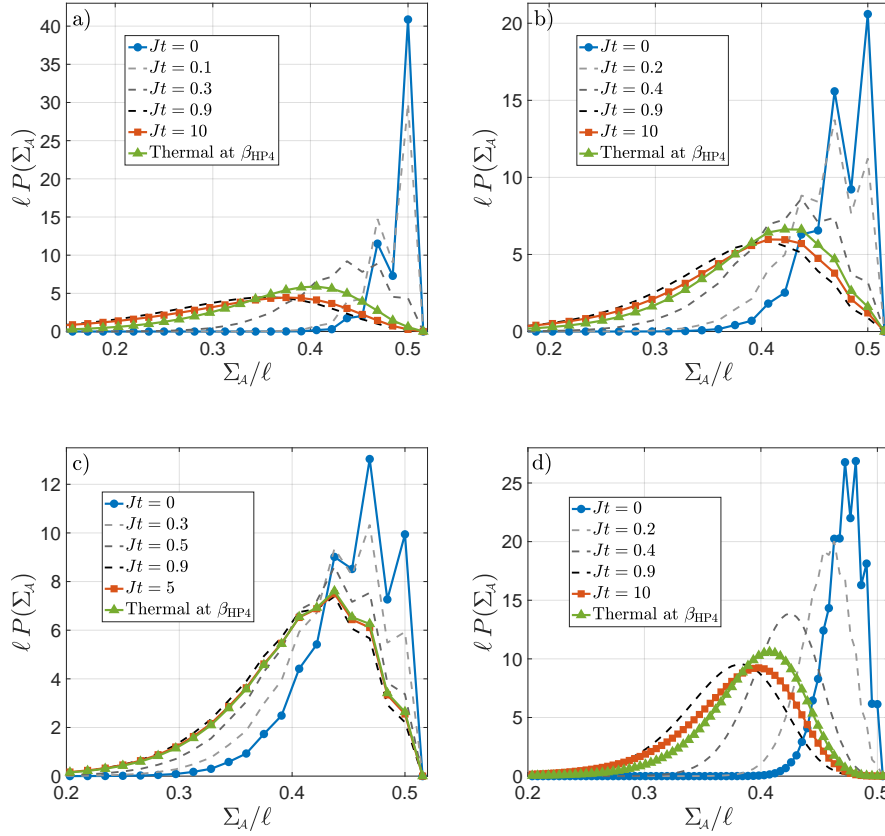 a)
40
35
30
25
20
15
10
5
0
ℓ P(Σ_A)
Jt = 0
Jt = 0.1
Jt = 0.3
Jt = 0.9
Jt = 10
Thermal at β_HP4
0.2 0.3 0.4 0.5
Σ_A/ℓ
b)
20
15
10
5
0
ℓ P(Σ_A)
Jt = 0
Jt = 0.2
Jt = 0.4
Jt = 0.9
Jt = 10
Thermal at β_HP4
0.2 0.3 0.4 0.5
Σ_A/ℓ
c)
12
10
8
6
4
2
0
ℓ P(Σ_A)
Jt = 0
Jt = 0.3
Jt = 0.5
Jt = 0.9
Jt = 5
Thermal at β_HP4
0.2 0.3 0.4 0.5
Σ_A/ℓ
d)
25
20
15
10
5
0
ℓ P(Σ_A)
Jt = 0
Jt = 0.2
Jt = 0.4
Jt = 0.9
Jt = 10
Thermal at β_HP4
0.2 0.3 0.4 0.5
Σ_A/ℓ